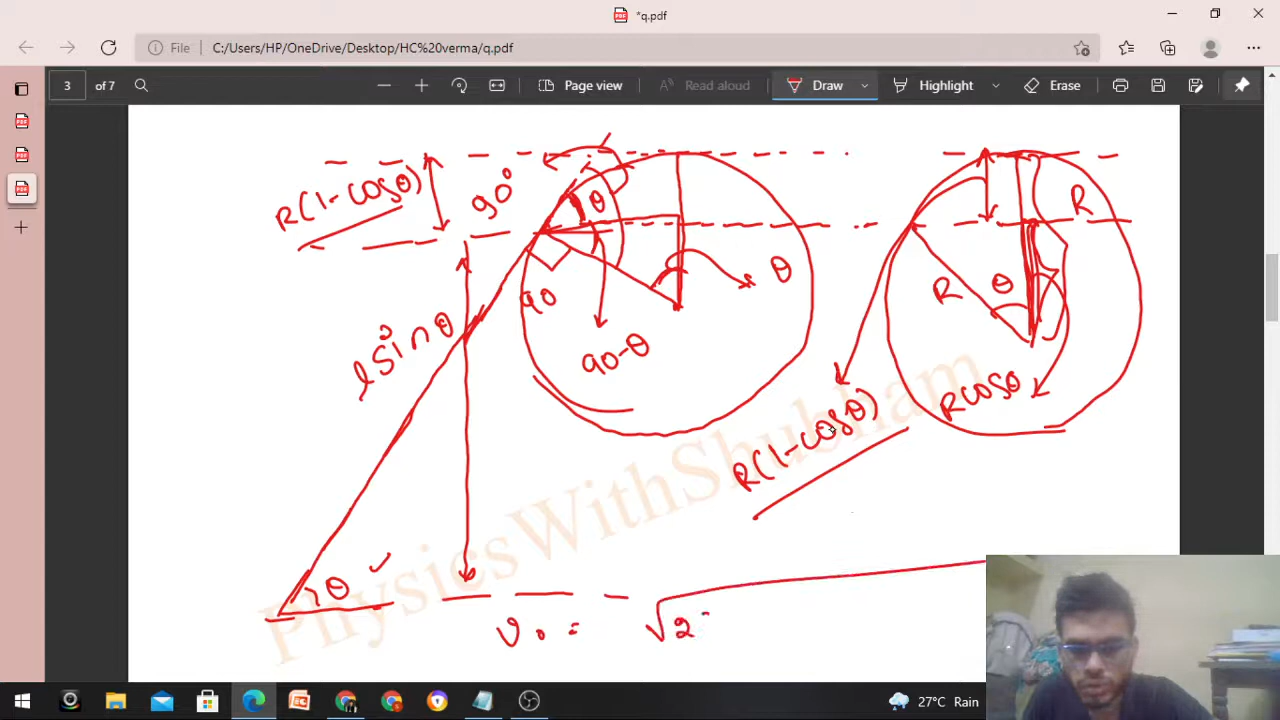 *q.pdf
File C:/Users/HP/OneDrive/Desktop/HC%20verma/q.pdf
3 of 7 Page view Read aloud Draw Highlight Erase
R(1-cosθ)
90°
θ
R
θ
90
90-θ
lsinθ
R
θ
Rcosθ
R(1-cosθ)
θ
v₀ = √2
PhysicsWithShubham
27°C Rain